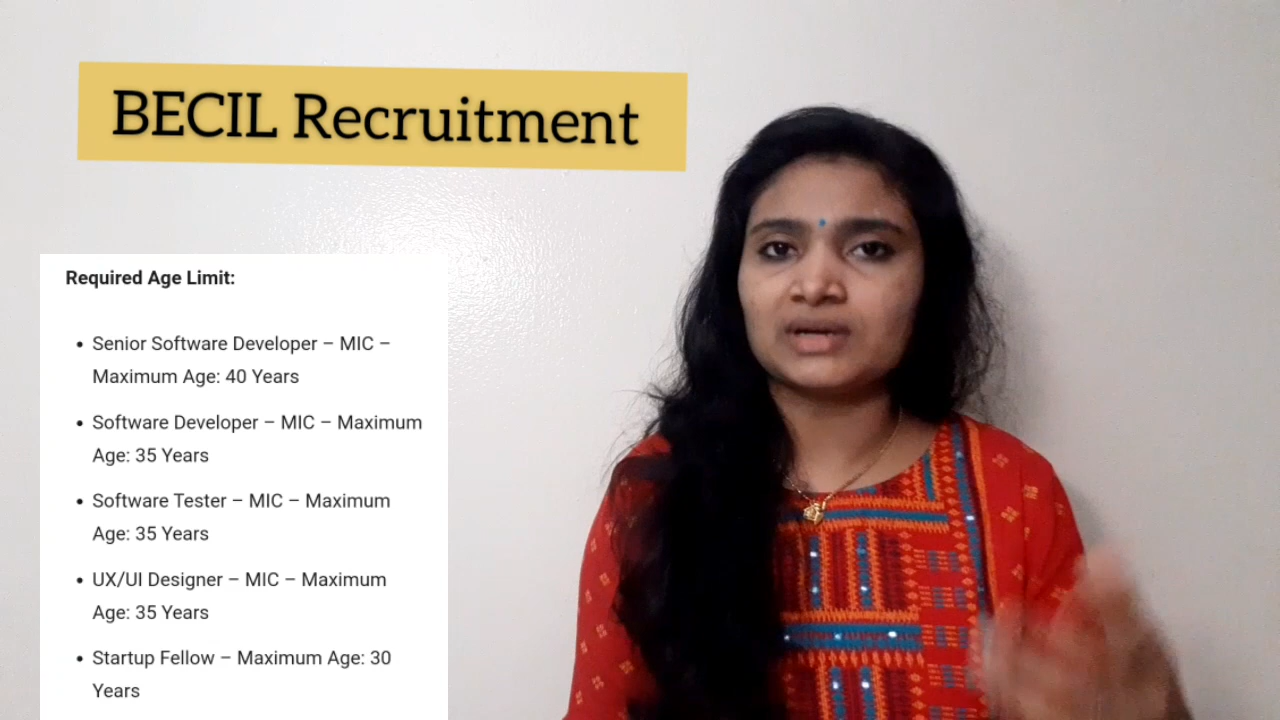 BECIL Recruitment
Required Age Limit:
• Senior Software Developer – MIC –
Maximum Age: 40 Years
• Software Developer – MIC – Maximum
Age: 35 Years
• Software Tester – MIC – Maximum
Age: 35 Years
• UX/UI Designer – MIC – Maximum
Age: 35 Years
• Startup Fellow – Maximum Age: 30
Years